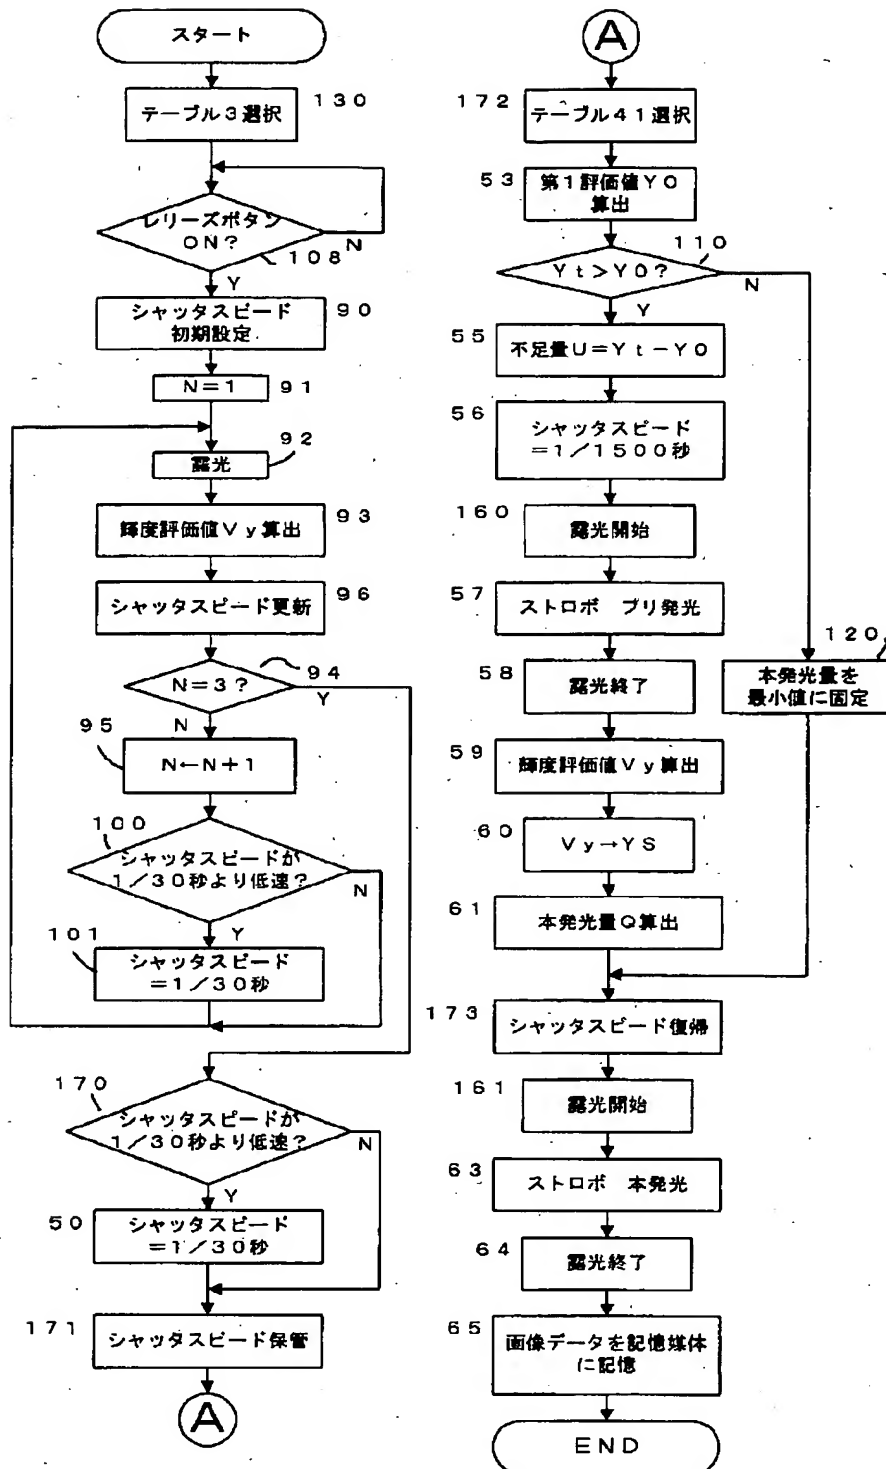 スタート
130
テーブル3選択
レリーズボタン
ON?
N
108
Y
シャッタスピード
初期設定
90
N=1
91
92
露光
93
輝度評価値Vy算出
シャッタスピード更新
96
94
N=3?
Y
N
95
N←N+1
100
シャッタスピードが
1/30秒より低速?
N
Y
101
シャッタスピード
=1/30秒
170
シャッタスピードが
1/30秒より低速?
N
Y
50
シャッタスピード
=1/30秒
171
シャッタスピード保管
A
A
172
テーブル41選択
53
第1評価値Y0
算出
110
Yt>Y0?
N
Y
55
不足量U=Yt-Y0
56
シャッタスピード
=1/1500秒
160
露光開始
57
ストロボ プリ発光
120
本発光量を
最小値に固定
58
露光終了
59
輝度評価値Vy算出
60
Vy→YS
61
本発光量Q算出
173
シャッタスピード復帰
161
露光開始
63
ストロボ 本発光
64
露光終了
65
画像データを記憶媒体
に記憶
END